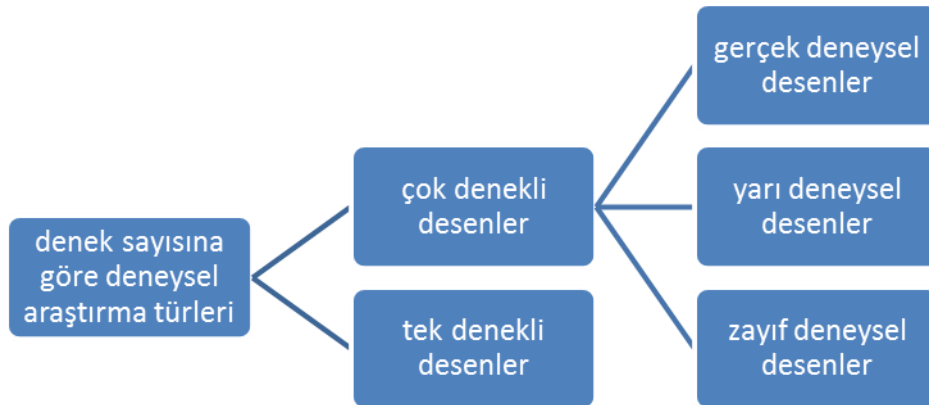 denek sayısına
göre deneysel
araştırma türleri
çok denekli
desenler
tek denekli
desenler
gerçek deneysel
desenler
yarı deneysel
desenler
zayıf deneysel
desenler